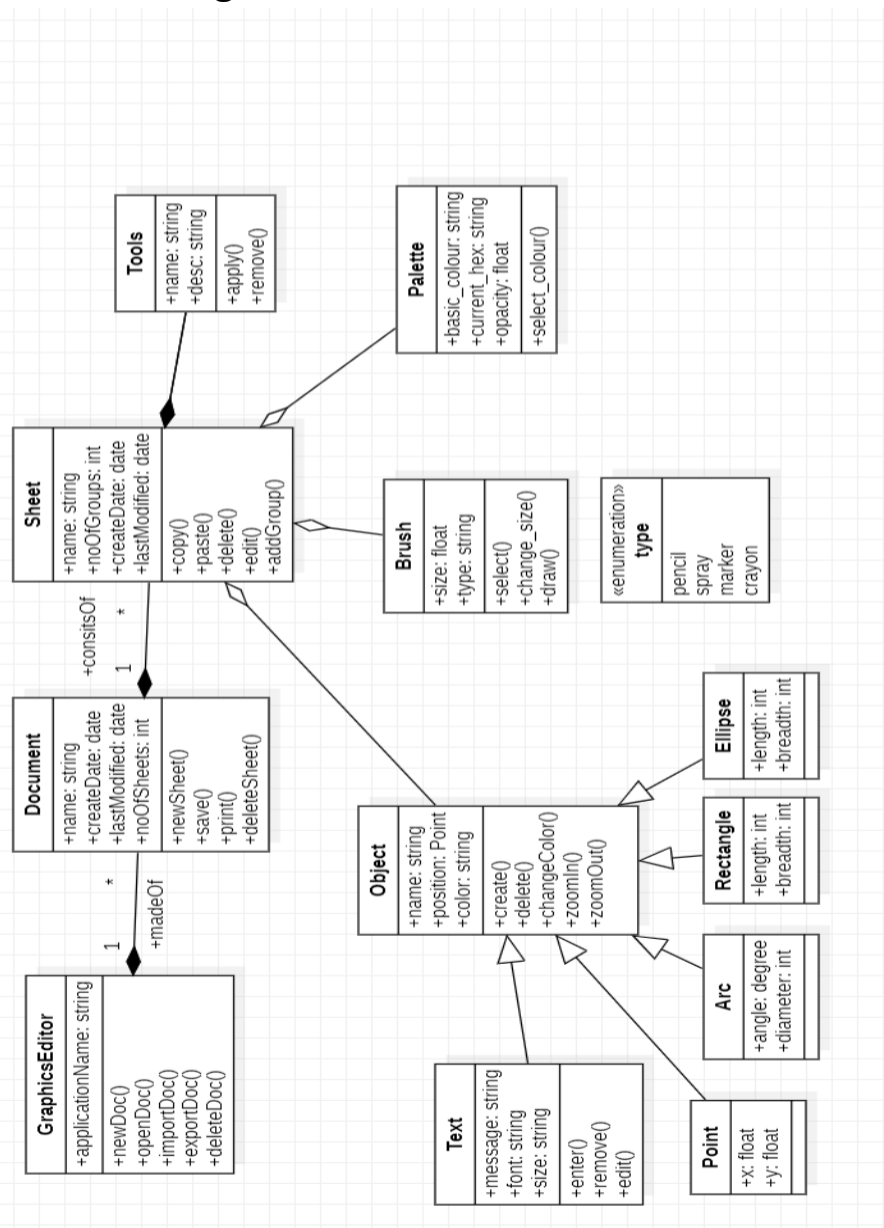 GraphicsEditor
+applicationName: string
+newDoc()
+openDoc()
+importDoc()
+exportDoc()
+deleteDoc()
1
*
+madeOf
Document
+name: string
+createDate: date
+lastModified: date
+noOfSheets: int
+newSheet()
+save()
+print()
+deleteSheet()
+consitsOf
1
*
Sheet
+name: string
+noOfGroups: int
+createDate: date
+lastModified: date
+copy()
+paste()
+delete()
+edit()
+addGroup()
Tools
+name: string
+desc: string
+apply()
+remove()
Palette
+basic_colour: string
+current_hex: string
+opacity: float
+select_colour()
Brush
+size: float
+type: string
+select()
+change_size()
+draw()
«enumeration»
type
pencil
spray
marker
crayon
Object
+name: string
+position: Point
+color: string
+create()
+delete()
+changeColor()
+zoomIn()
+zoomOut()
Text
+message: string
+font: string
+size: string
+enter()
+remove()
+edit()
Point
+x: float
+y: float
Arc
+angle: degree
+diameter: int
Rectangle
+length: int
+breadth: int
Ellipse
+length: int
+breadth: int